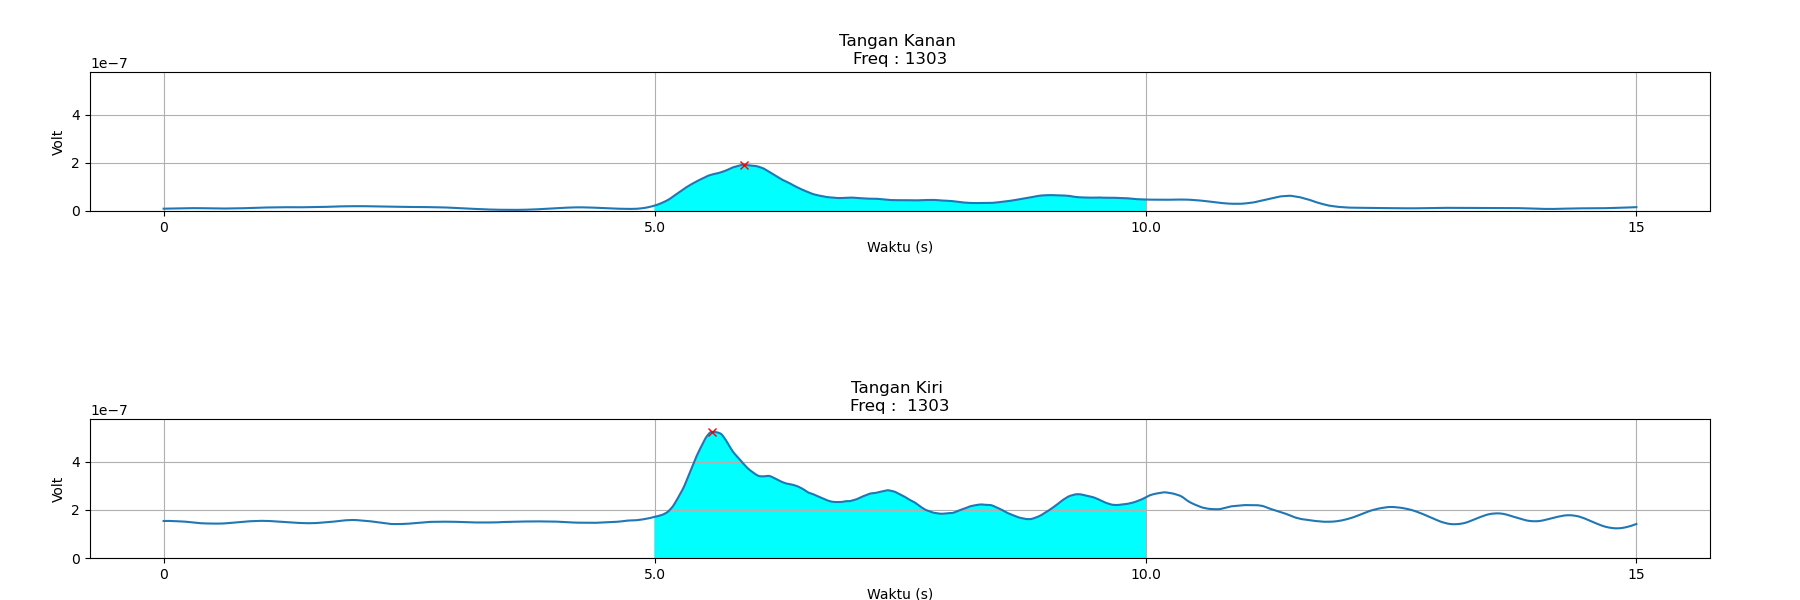 Tangan Kanan
Freq : 1303
1e−7
4
2
0
Volt
0 5.0 10.0 15
Waktu (s)
Tangan Kiri
Freq :  1303
1e−7
4
2
0
Volt
0 5.0 10.0 15
Waktu (s)